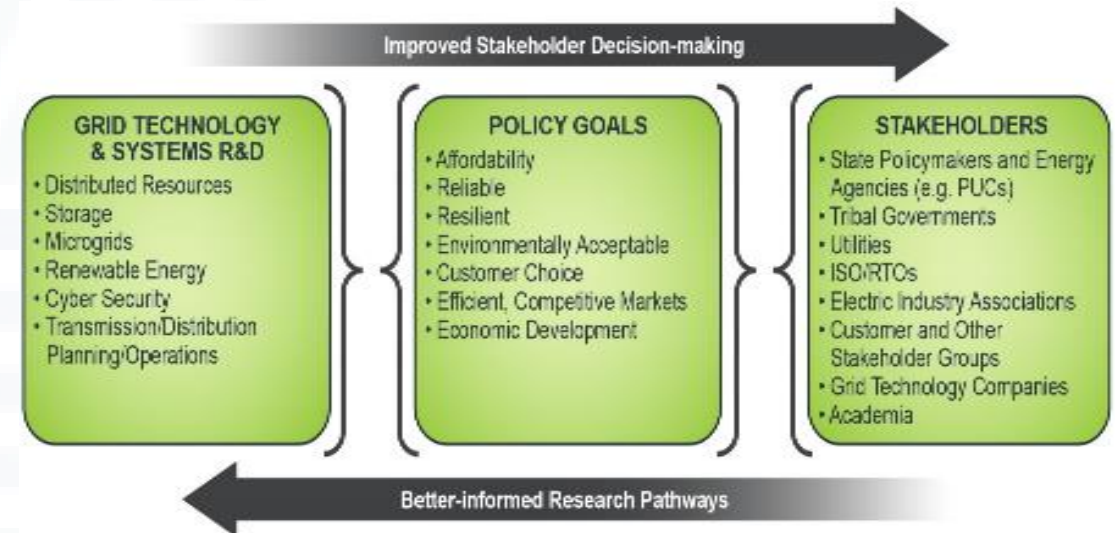 Improved Stakeholder Decision-making
GRID TECHNOLOGY
& SYSTEMS R&D
• Distributed Resources
• Storage
• Microgrids
• Renewable Energy
• Cyber Security
• Transmission/Distribution
Planning/Operations
POLICY GOALS
• Affordability
• Reliable
• Resilient
• Environmentally Acceptable
• Customer Choice
• Efficient, Competitive Markets
• Economic Development
STAKEHOLDERS
• State Policymakers and Energy
Agencies (e.g. PUCs)
• Tribal Governments
• Utilities
• ISO/RTOs
• Electric Industry Associations
• Customer and Other
Stakeholder Groups
• Grid Technology Companies
• Academia
Better-informed Research Pathways